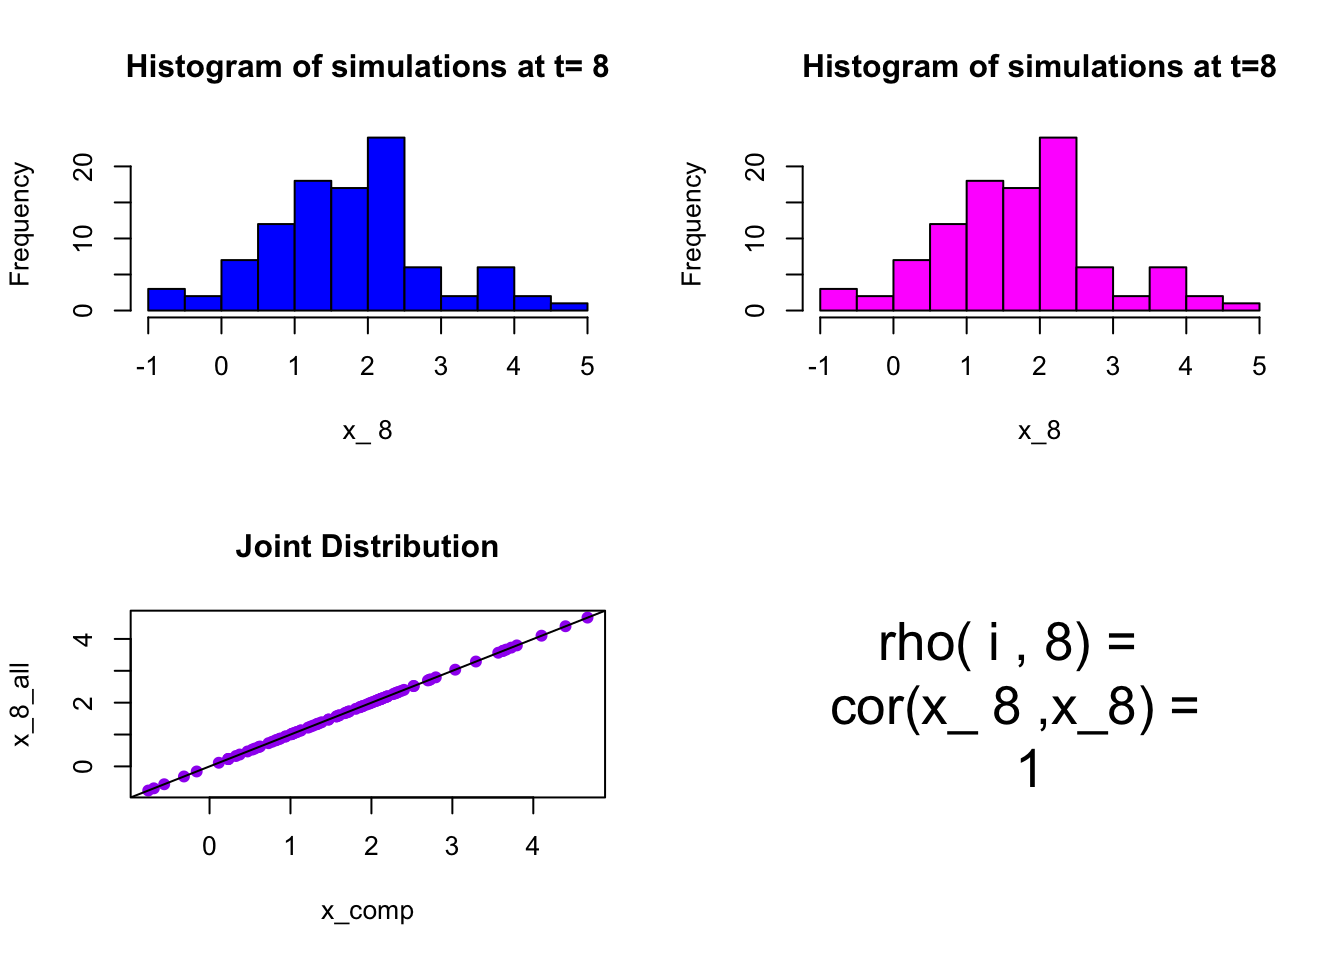 Histogram of simulations at t= 8
Frequency
0 10 20
-1 0 1 2 3 4 5
x_ 8
Histogram of simulations at t=8
Frequency
0 10 20
-1 0 1 2 3 4 5
x_8
Joint Distribution
x_8_all
0 2 4
0 1 2 3 4
x_comp
rho( i , 8) =
cor(x_ 8 ,x_8) =
1